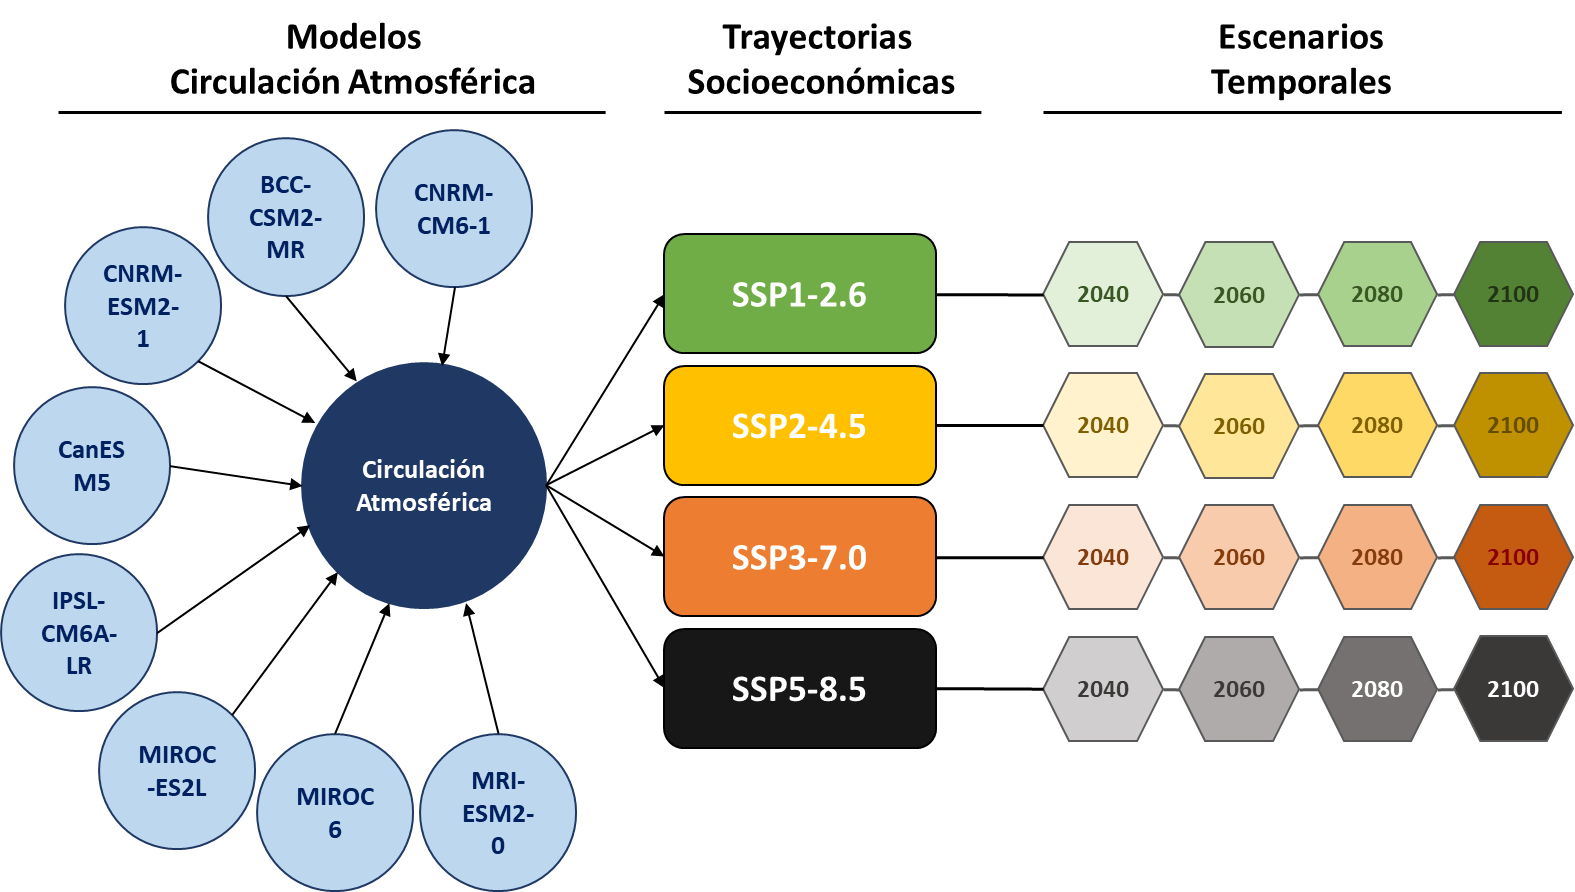 Modelos
Circulación Atmosférica
Trayectorias
Socioeconómicas
Escenarios
Temporales
CNRM-
CM6-1
BCC-
CSM2-
MR
CNRM-
ESM2-
1
CanES
M5
IPSL-
CM6A-
LR
MIROC
-ES2L
MIROC
6
MRI-
ESM2-
0
Circulación
Atmosférica
SSP1-2.6
2040
2060
2080
2100
SSP2-4.5
2040
2060
2080
2100
SSP3-7.0
2040
2060
2080
2100
SSP5-8.5
2040
2060
2080
2100